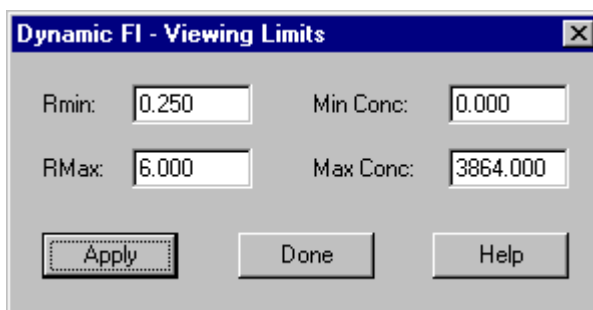 Dynamic FI - Viewing Limits
Rmin: 0.250 Min Conc: 0.000
RMax: 6.000 Max Conc: 3864.000
Apply Done Help